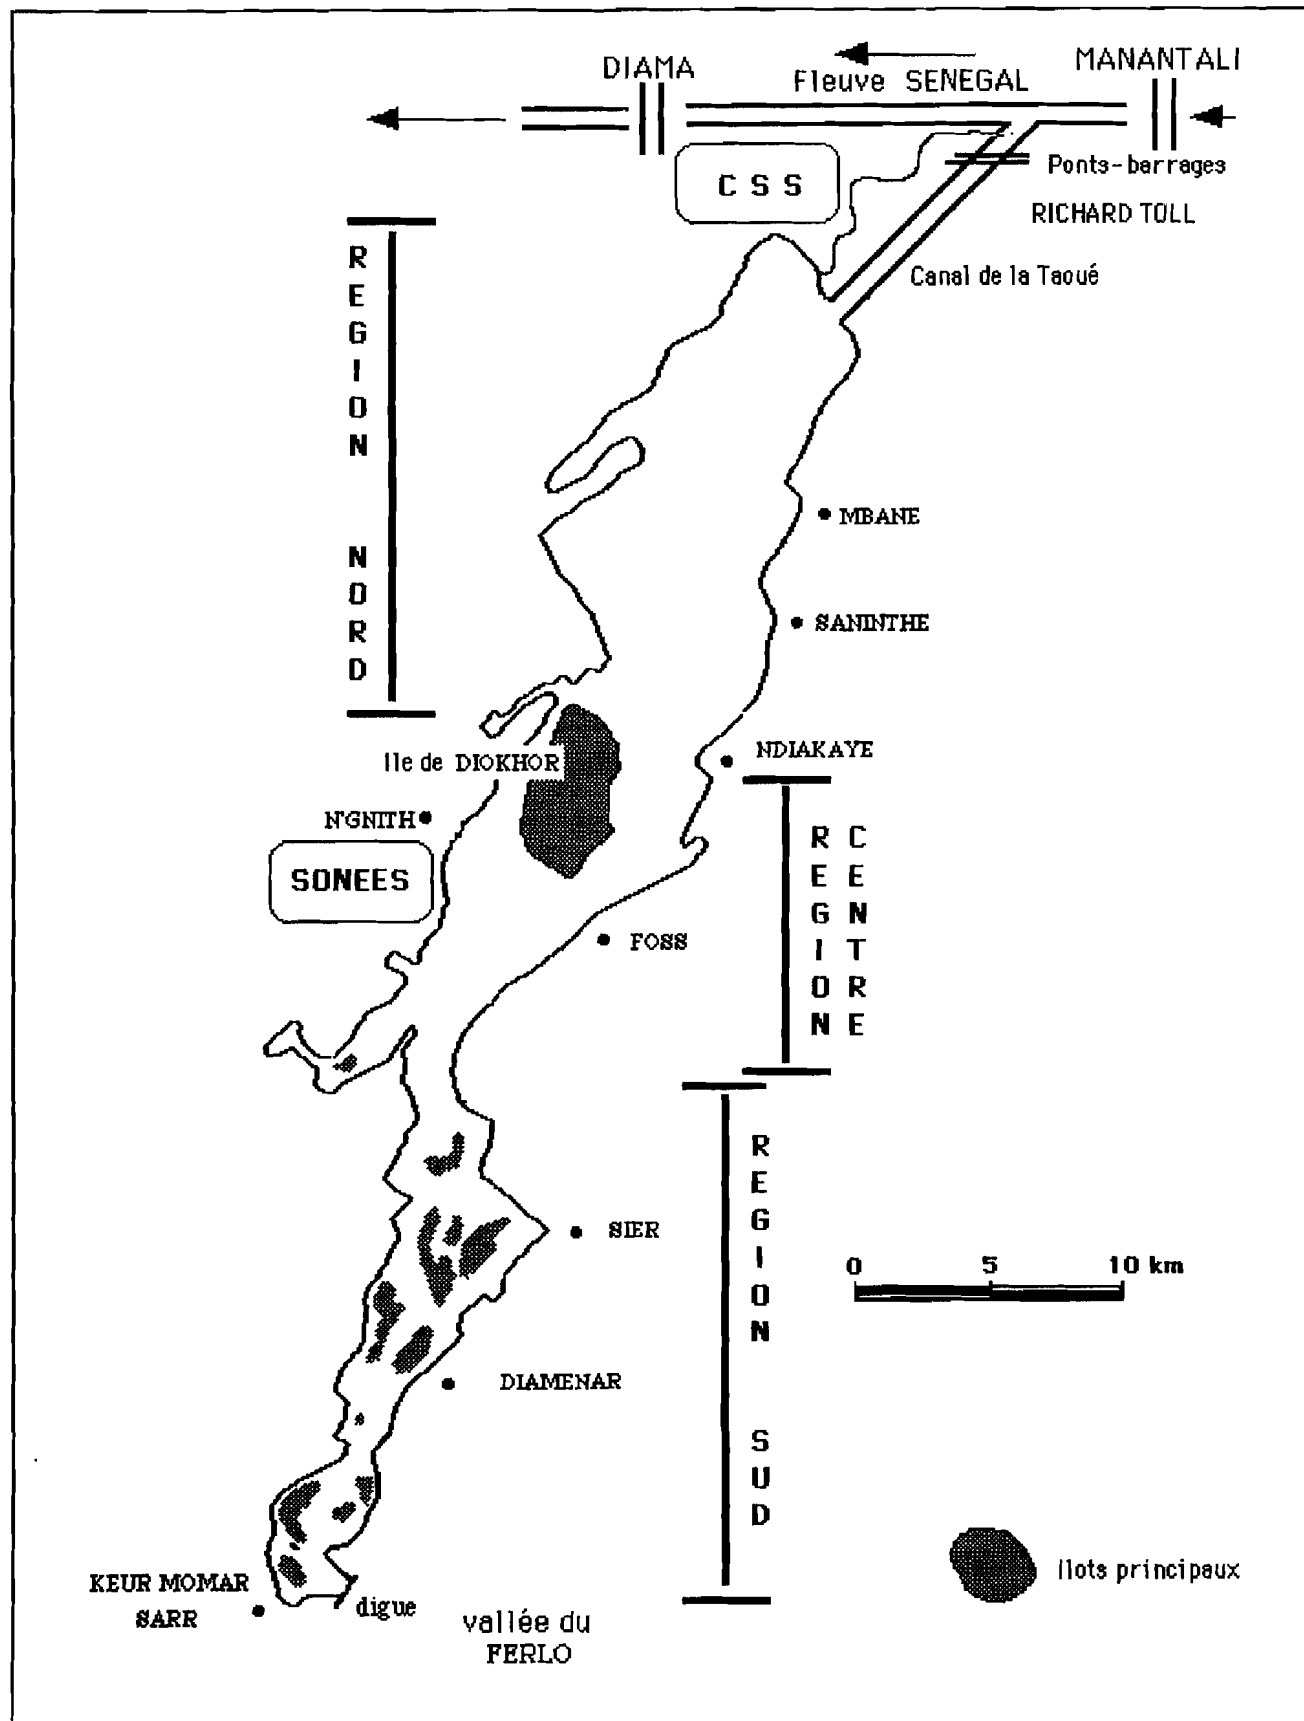 DIAMA
MANANTALI
Fleuve SENEGAL
CSS
Ponts-barrages
RICHARD TOLL
Canal de la Taoué
REGION NORD
MBANE
SANINTHE
NDIAKAYE
Ile de DIOKHOR
N'GNITH
SONEES
REGION
CENTRE
FOSS
REGION SUD
SIER
0 5 10 km
DIAMENAR
KEUR MOMAR
SARR
digue
vallée du
FERLO
Ilots principaux